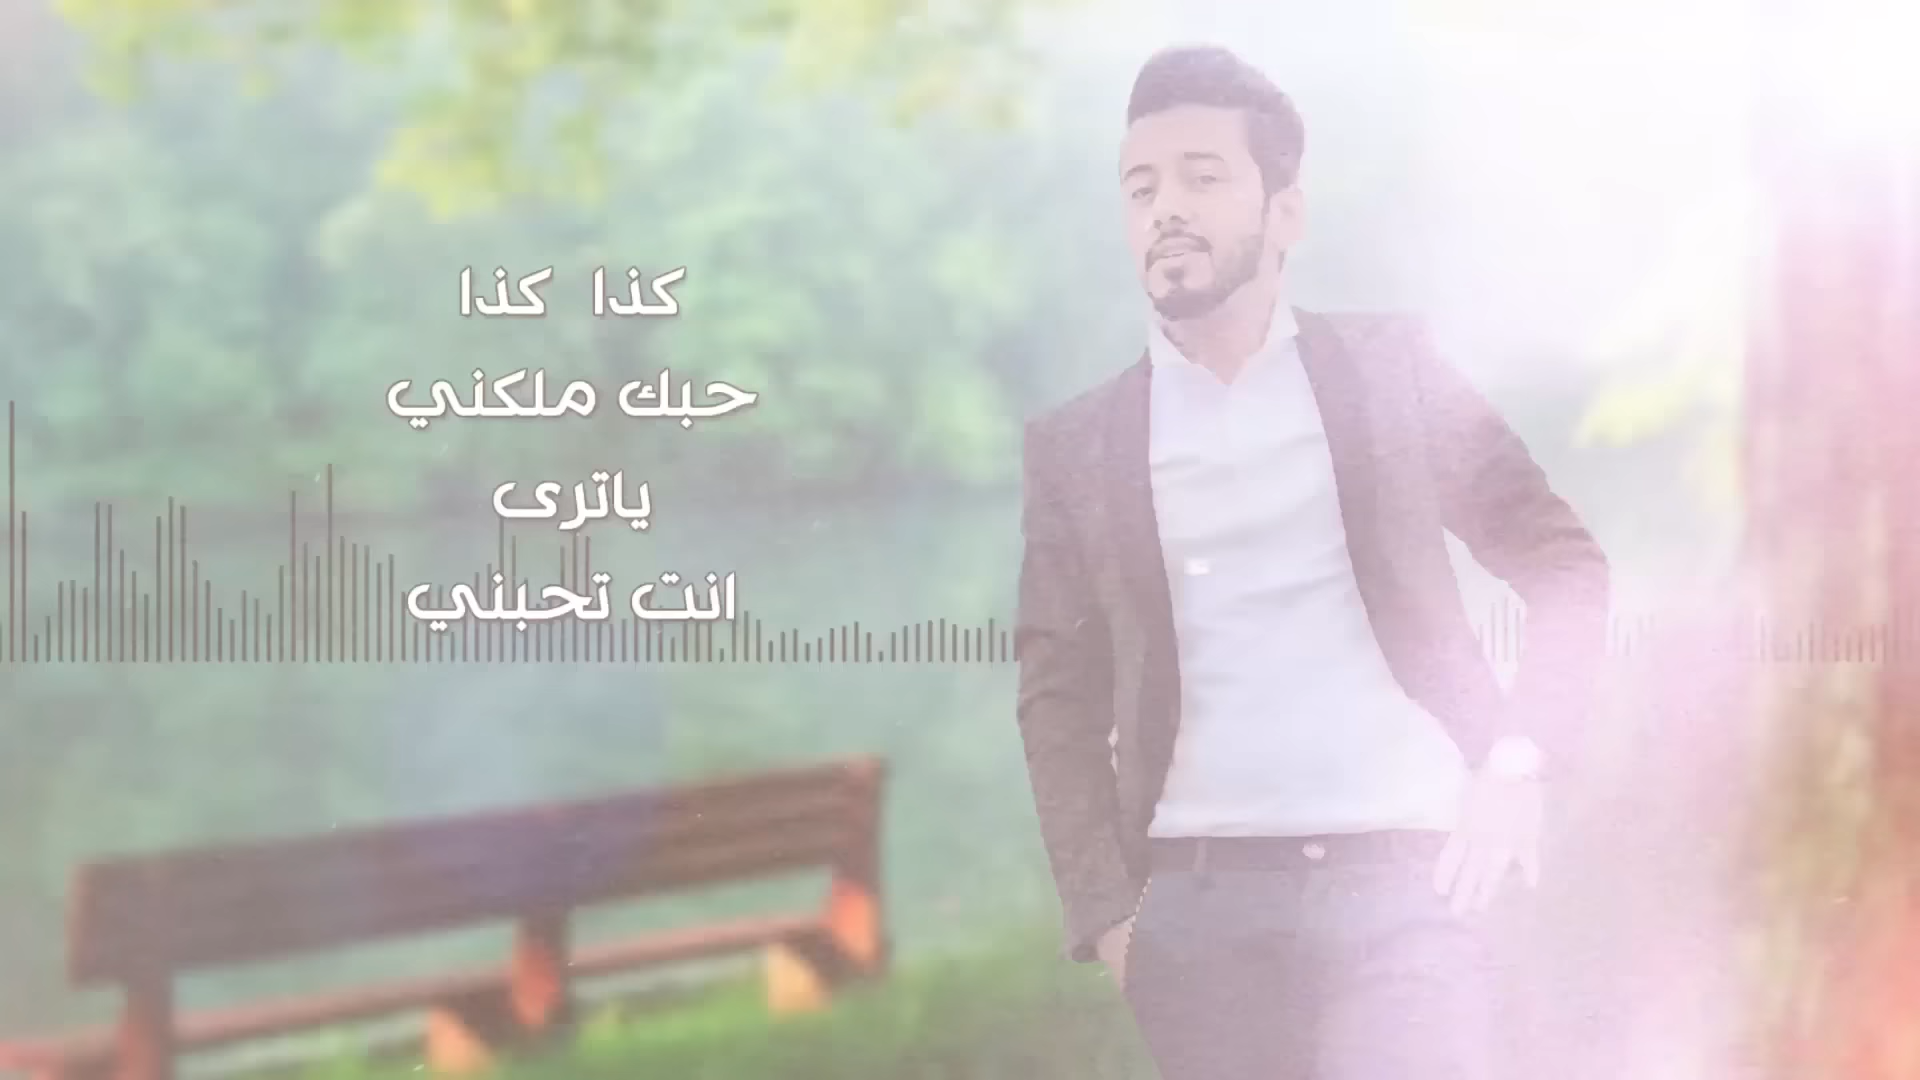 كذا كذا
حبك ملكني
ياترى
انت تحبني